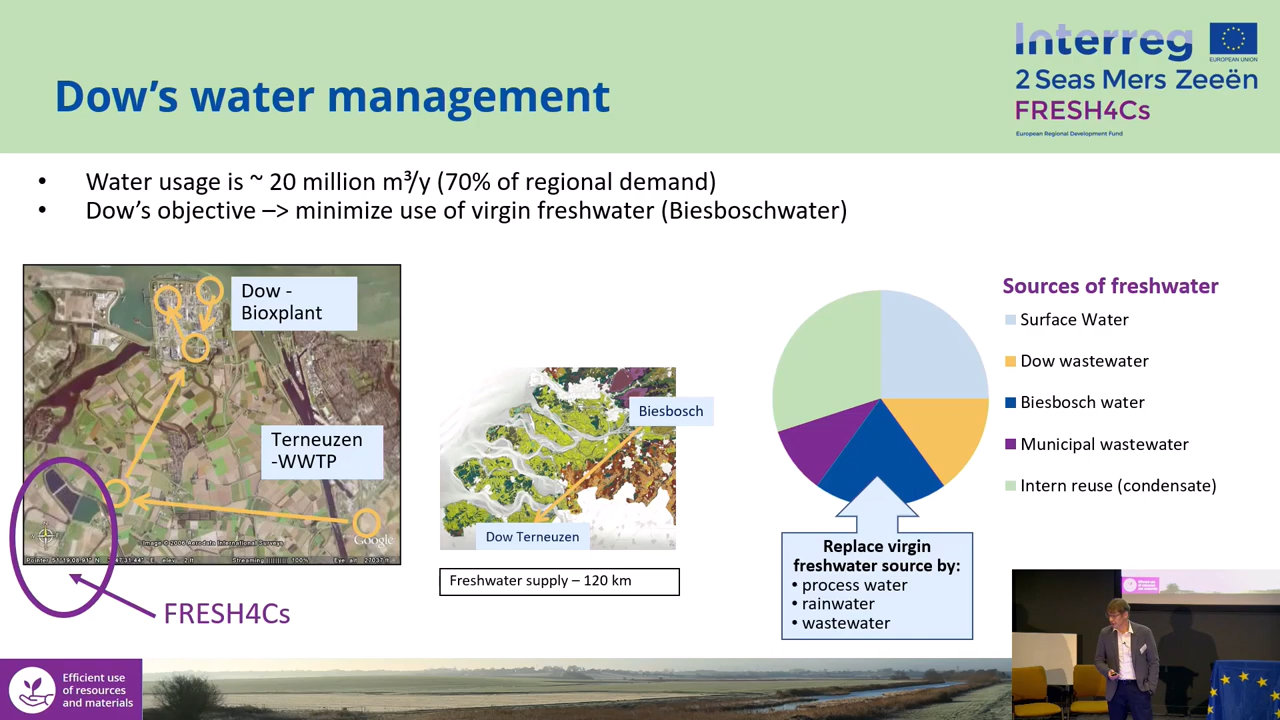 Dow's water management
Interreg
EUROPEAN UNION
2 Seas Mers Zeeën
FRESH4Cs
European Regional Development Fund
• Water usage is ~ 20 million m³/y (70% of regional demand)
• Dow's objective –> minimize use of virgin freshwater (Biesboschwater)
Dow -
Bioxplant
Terneuzen
-WWTP
Google
FRESH4Cs
Biesbosch
Dow Terneuzen
Freshwater supply – 120 km
Sources of freshwater
Surface Water
Dow wastewater
Biesbosch water
Municipal wastewater
Intern reuse (condensate)
Replace virgin
freshwater source by:
• process water
• rainwater
• wastewater
Efficient use
of resources
and materials